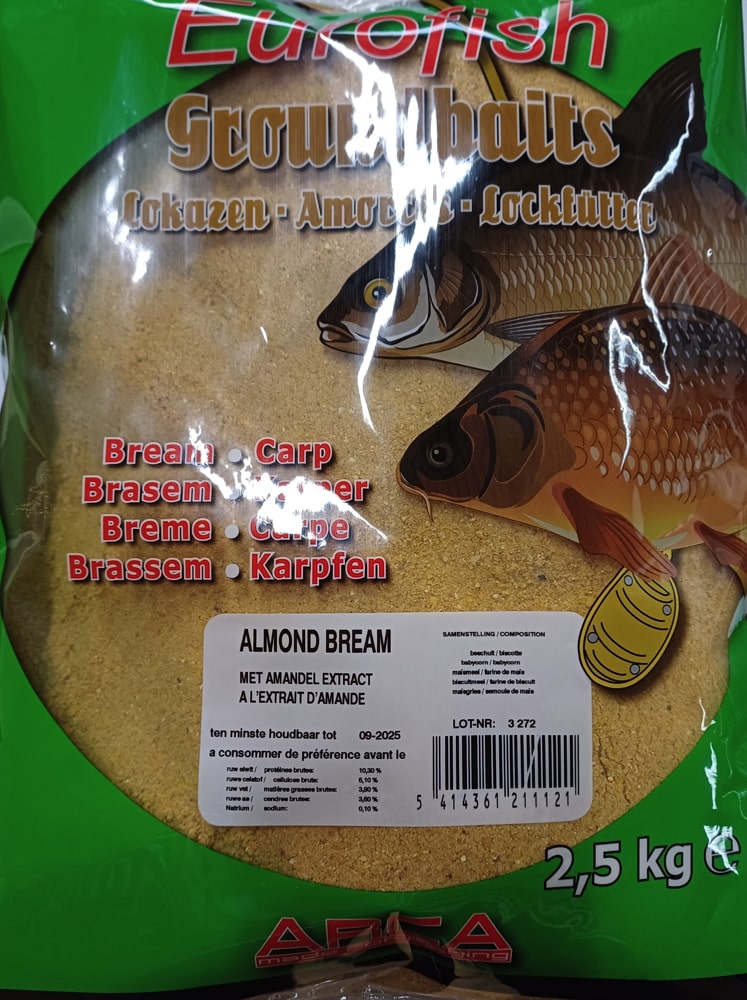 Eurofish
Groundbaits
Lokazen - Amorces - Lockfütter
Bream • Carp
Brasem • Karper
Breme • Carpe
Brassem • Karpfen
ALMOND BREAM
MET AMANDEL EXTRACT
A L'EXTRAIT D'AMANDE
SAMENSTELLING / COMPOSITION
beschuit / biscotte
babycorn / babycorn
maismeel / farine de maïs
biscuitmeel / farine de biscuit
maisgries / semoule de maïs
ten minste houdbaar tot 09-2025
a consommer de préférence avant le
LOT-NR: 3 272
ruw eiwit / protéines brutes: 10,30 %
ruwe celstof / cellulose brute: 6,10 %
ruw vet / matières grasses brutes: 3,90 %
ruwe as / cendres brutes: 3,60 %
Natrium / sodium: 0,10 %
5 414361 211121
2,5 kg e
ARCA